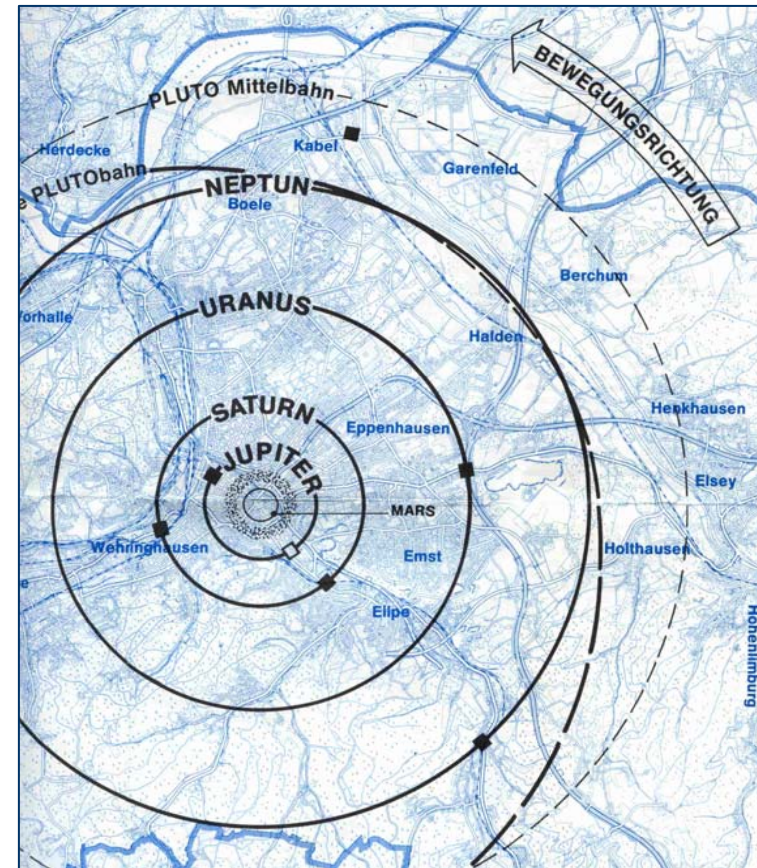 BEWEGUNGSRICHTUNG
PLUTO Mittelbahn
Kabel
Herdecke
Garenfeld
e PLUTObahn
NEPTUN
Boele
Berchum
URANUS
Vorhalle
Halden
SATURN
Henkhausen
Eppenhausen
JUPITER
Elsey
MARS
Wehringhausen
Emst
Holthausen
e
Eilpe
Hohenlimburg